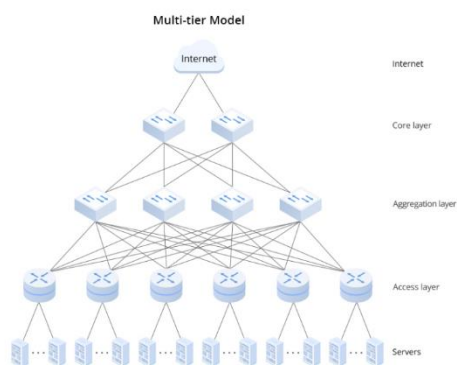 Multi-tier Model
Internet
Internet
Core layer
Aggregation layer
Access layer
Servers